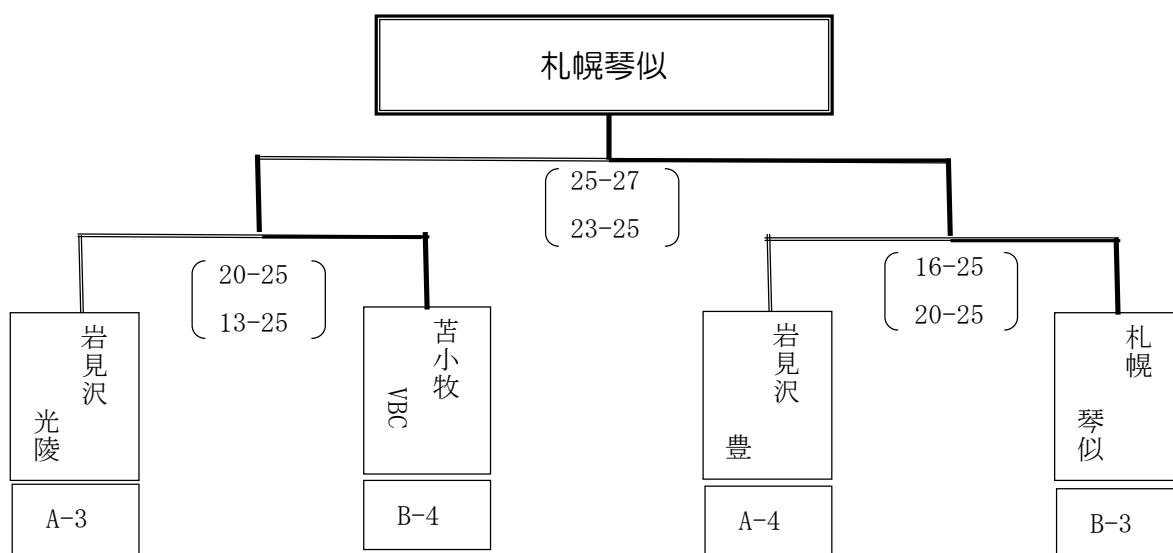 札幌琴似
25-27
23-25
20-25
13-25
16-25
20-25
岩見沢
光陵
苫小牧
VBC
岩見沢
豊
札幌
琴似
A-3
B-4
A-4
B-3